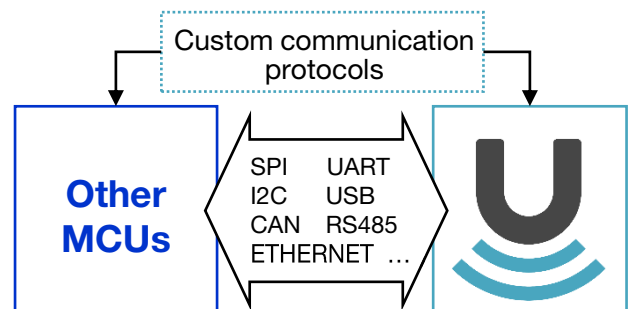 Custom communication
protocols
Other
MCUs
SPI UART
I2C USB
CAN RS485
ETHERNET ...
U